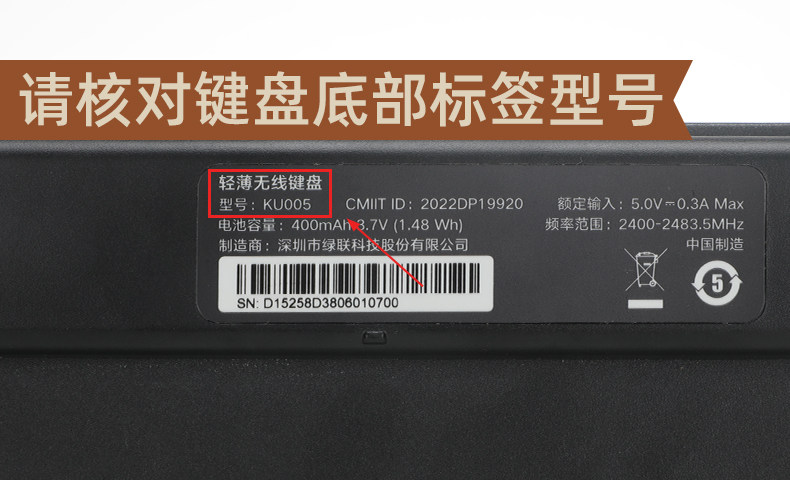 请核对键盘底部标签型号
轻薄无线键盘
型号：KU005 CMIIT ID：2022DP19920 额定输入：5.0V⎓0.3A Max
电池容量：400mAh 3.7V (1.48 Wh) 频率范围：2400-2483.5MHz
制造商：深圳市绿联科技股份有限公司 中国制造
SN: D15258D3806010700
5